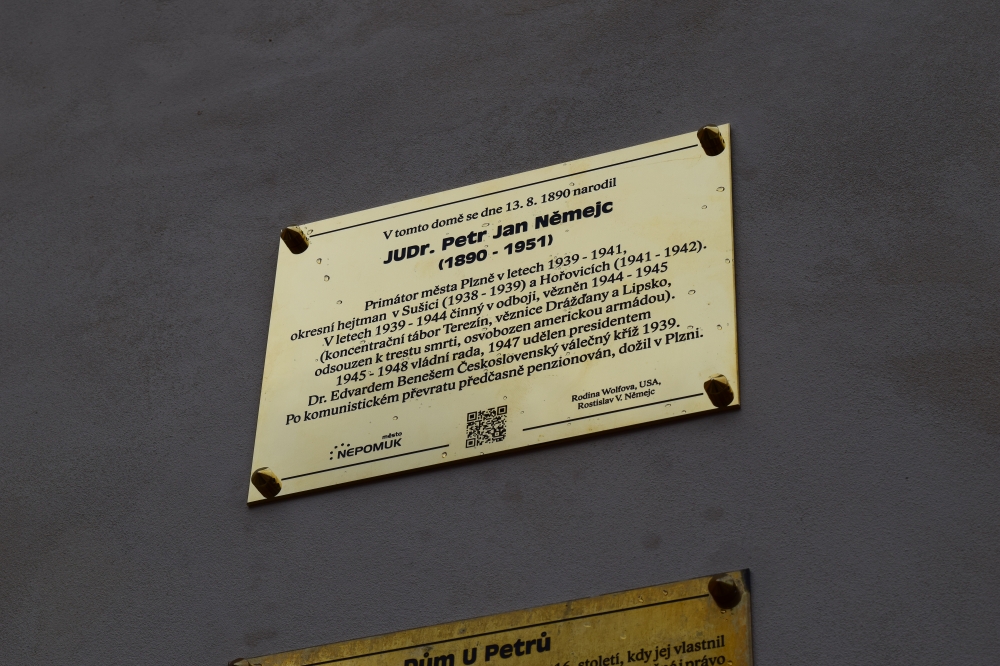 V tomto domě se dne 13. 8. 1890 narodil
JUDr. Petr Jan Němejc
(1890 - 1951)
Primátor města Plzně v letech 1939 - 1941,
okresní hejtman v Sušici (1938 - 1939) a Hořovicích (1941 - 1942).
V letech 1939 - 1944 činný v odboji, vězněn 1944 - 1945
(koncentrační tábor Terezín, věznice Drážďany a Lipsko,
odsouzen k trestu smrti, osvobozen americkou armádou).
1945 - 1948 vládní rada, 1947 udělen presidentem
Dr. Edvardem Benešem Československý válečný kříž 1939.
Po komunistickém převratu předčasně penzionován, dožil v Plzni.
město
NEPOMUK
Rodina Wolfova, USA,
Rostislav V. Němejc
Dům U Petrů
století, kdy jej vlastnil
právo